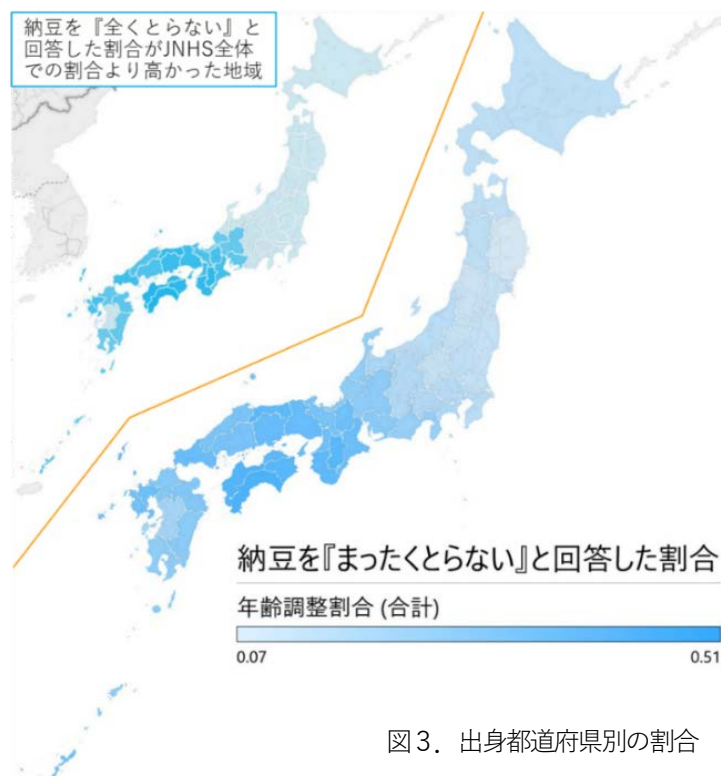 納豆を『全くとらない』と
回答した割合がJNHS全体
での割合より高かった地域
納豆を『まったくとらない』と回答した割合
年齢調整割合 (合計)
0.07 0.51
図３．出身都道府県別の割合